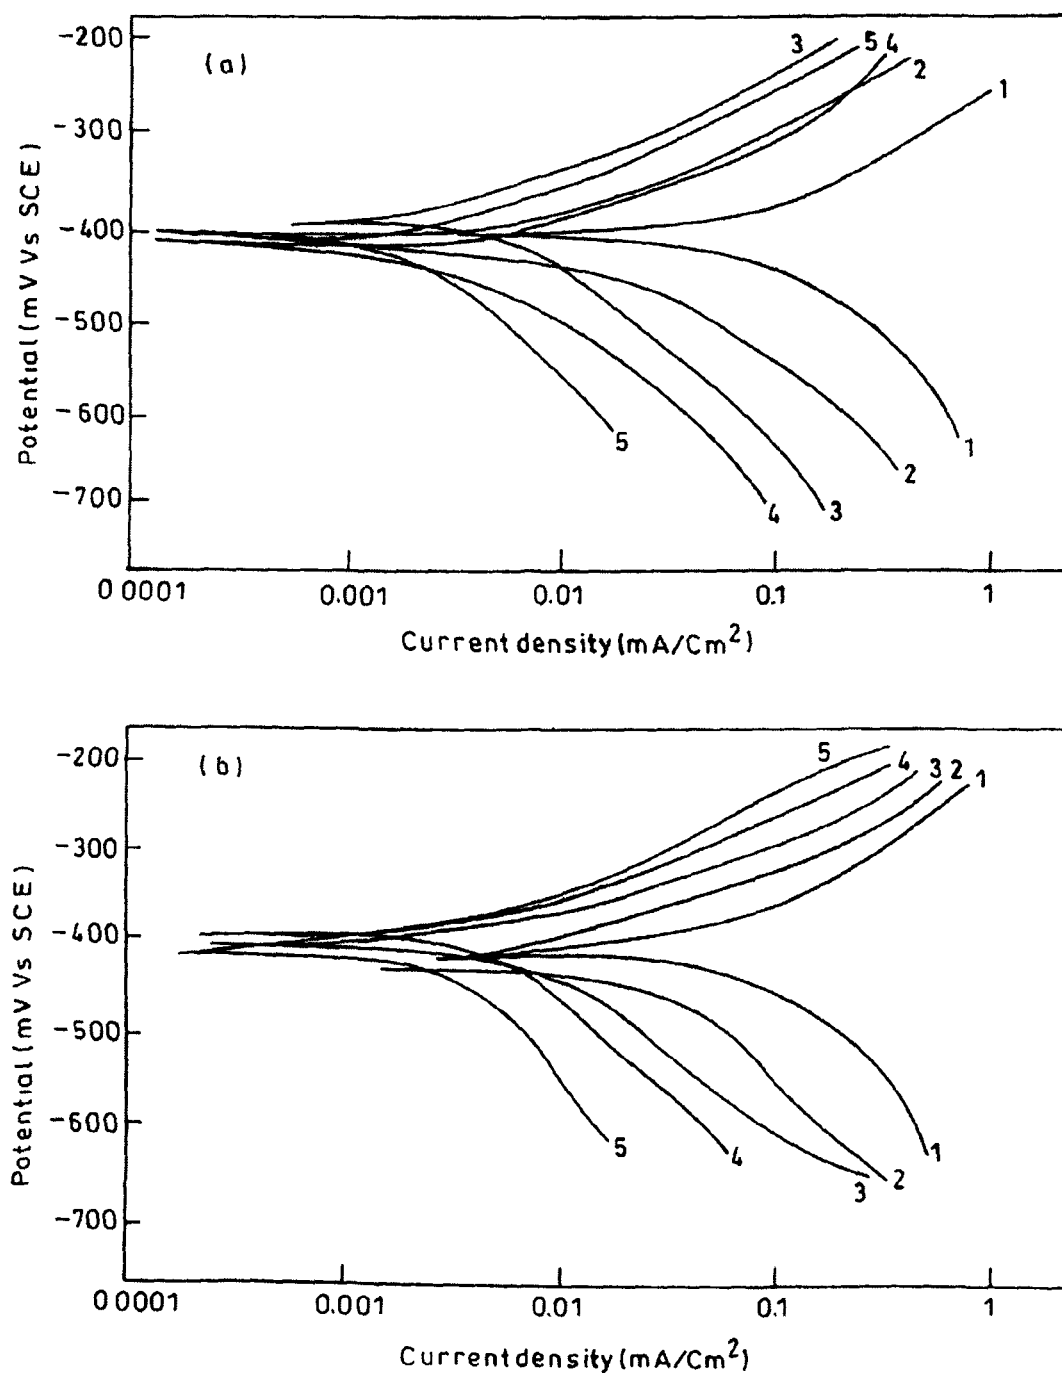 (a)
Potential (mV Vs SCE)
-200
-300
-400
-500
-600
-700
3 5 4 2 1
1
2
3
4
5
0.0001 0.001 0.01 0.1 1
Current density (mA/Cm²)
(b)
Potential (mV Vs SCE)
-200
-300
-400
-500
-600
-700
5 4 3 2 1
5 4 3 2 1
0.0001 0.001 0.01 0.1 1
Current density (mA/Cm²)